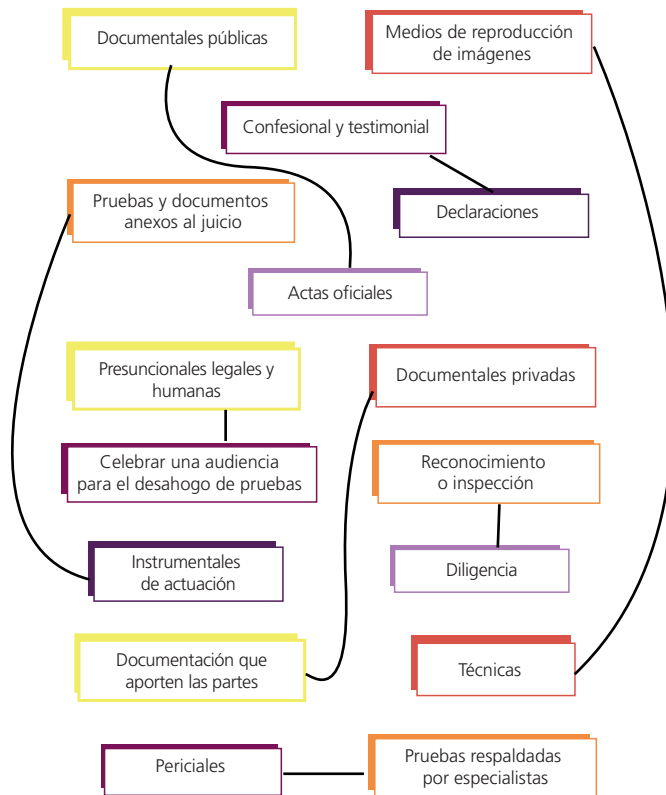 Documentales públicas
Medios de reproducción
de imágenes
Confesional y testimonial
Pruebas y documentos
anexos al juicio
Declaraciones
Actas oficiales
Presuncionales legales y
humanas
Documentales privadas
Celebrar una audiencia
para el desahogo de pruebas
Reconocimiento
o inspección
Instrumentales
de actuación
Diligencia
Documentación que
aporten las partes
Técnicas
Periciales
Pruebas respaldadas
por especialistas